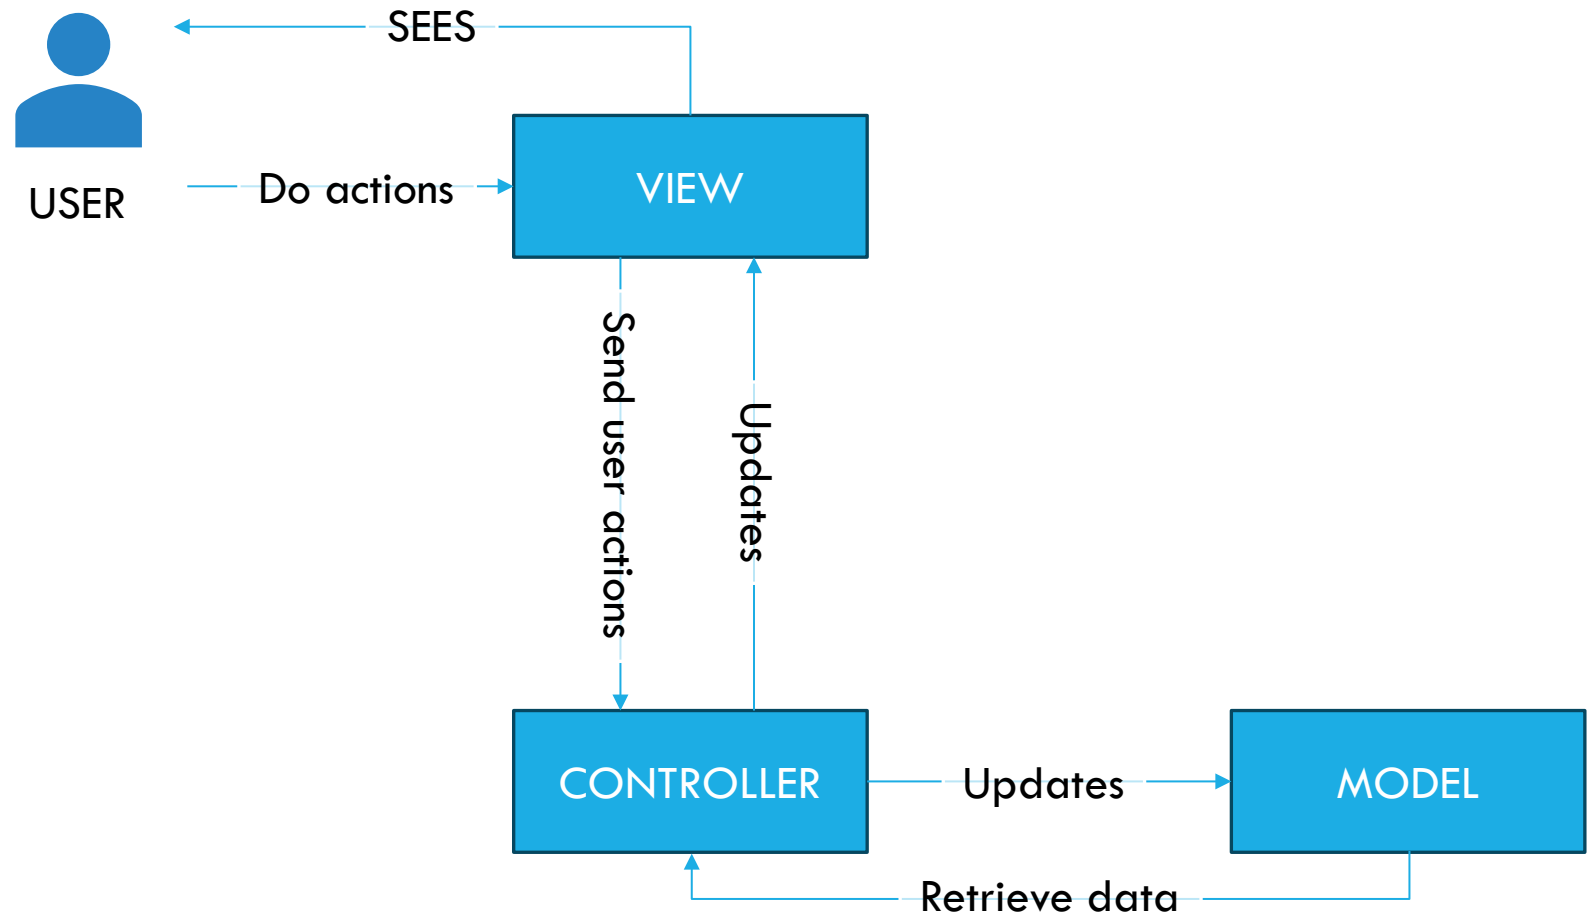 SEES
Do actions
VIEW
USER
Send user actions
Updates
CONTROLLER
Updates
MODEL
Retrieve data